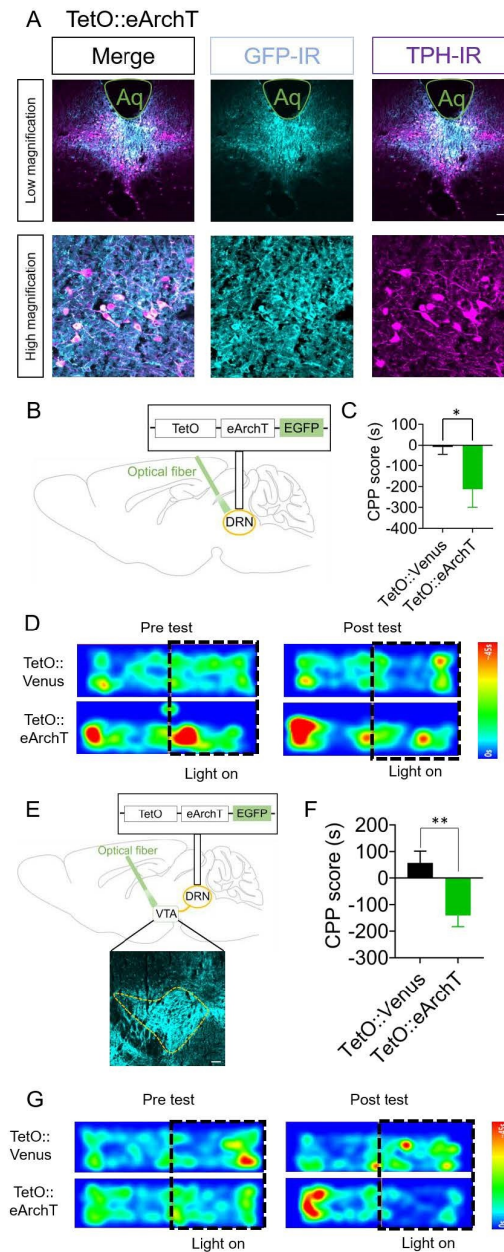 A TetO::eArchT
Merge GFP-IR TPH-IR
Low magnification
Aq Aq Aq
High magnification
B
TetO eArchT EGFP
Optical fiber
DRN
C
CPP score (s)
100
0
-100
-200
-300
-400
*
TetO::Venus
TetO::eArchT
D
Pre test Post test
TetO::
Venus
TetO::
eArchT
Light on Light on
~45s
0s
E
TetO eArchT EGFP
Optical fiber
VTA
DRN
F
CPP score (s)
200
100
0
-100
-200
-300
**
TetO::Venus
TetO::eArchT
G
Pre test Post test
TetO::
Venus
TetO::
eArchT
Light on Light on
~45s